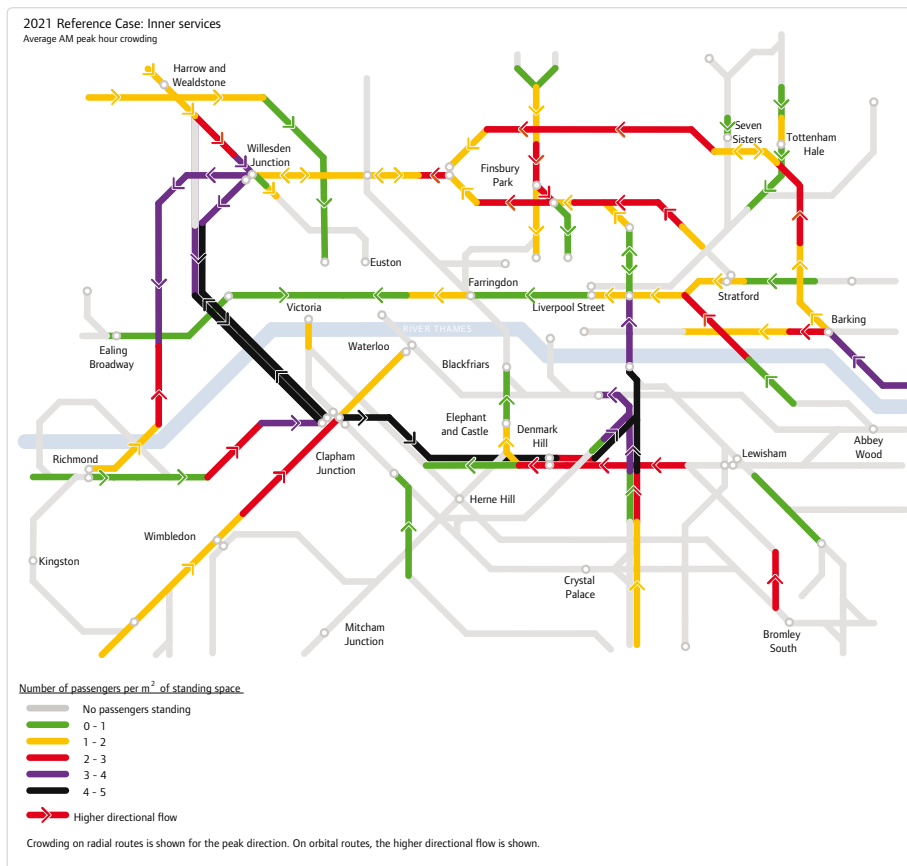 2021 Reference Case: Inner services
Average AM peak hour crowding
Harrow and
Wealdstone
Willesden
Junction
Finsbury
Park
Seven
Sisters
Tottenham
Hale
Euston
Farringdon
Liverpool Street
Stratford
Victoria
Barking
RIVER THAMES
Waterloo
Ealing
Broadway
Blackfriars
Elephant
and Castle
Denmark
Hill
Abbey
Wood
Richmond
Clapham
Junction
Lewisham
Herne Hill
Wimbledon
Kingston
Crystal
Palace
Mitcham
Junction
Bromley
South
Number of passengers per m² of standing space
No passengers standing
0 - 1
1 - 2
2 - 3
3 - 4
4 - 5
Higher directional flow
Crowding on radial routes is shown for the peak direction. On orbital routes, the higher directional flow is shown.